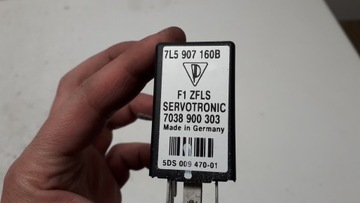 7L5 907 160B
F1 ZFLS
SERVOTRONIC
7038 900 303
Made in Germany
5DS 009 470-01